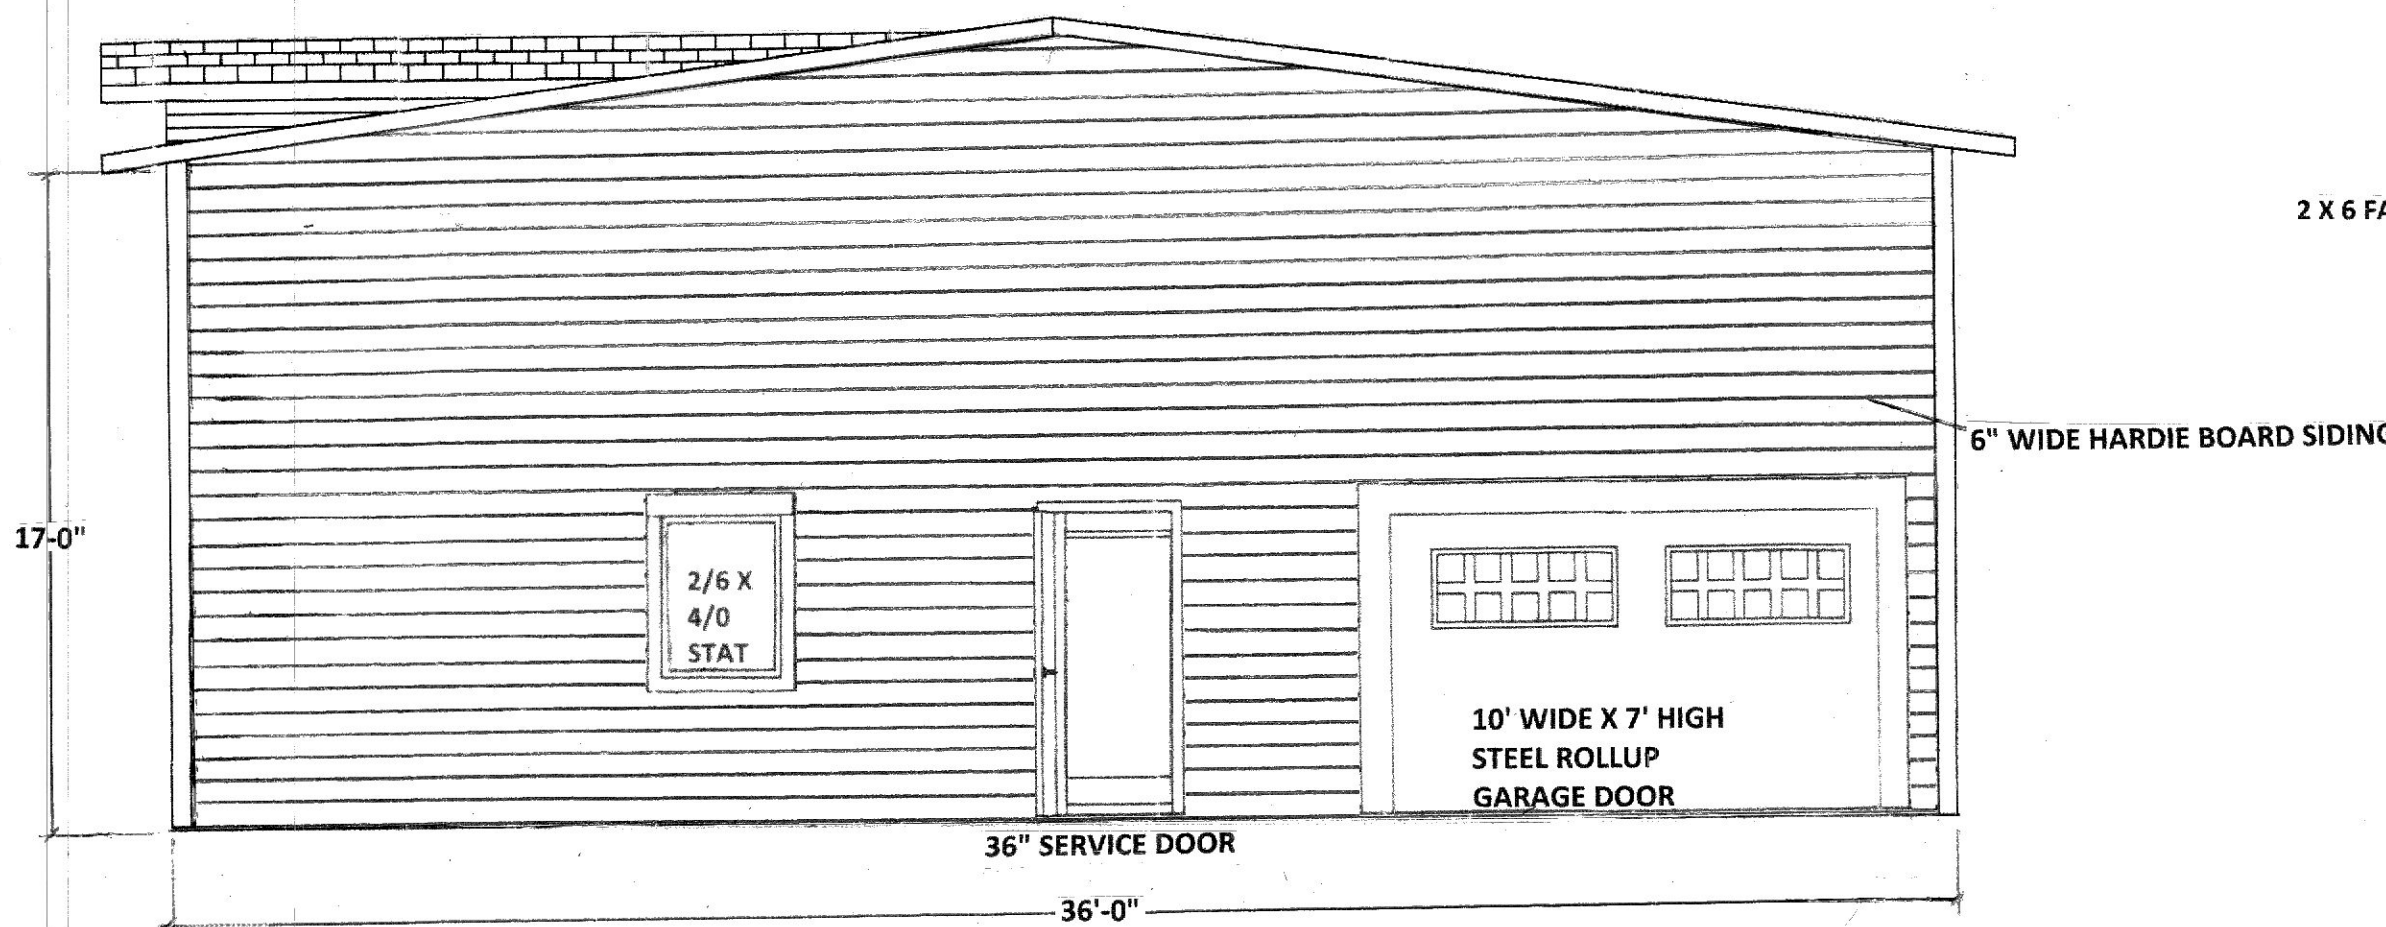 2 X 6 FA
6" WIDE HARDIE BOARD SIDING
17-0"
2/6 X
4/0
STAT
10' WIDE X 7' HIGH
STEEL ROLLUP
GARAGE DOOR
36" SERVICE DOOR
36'-0"